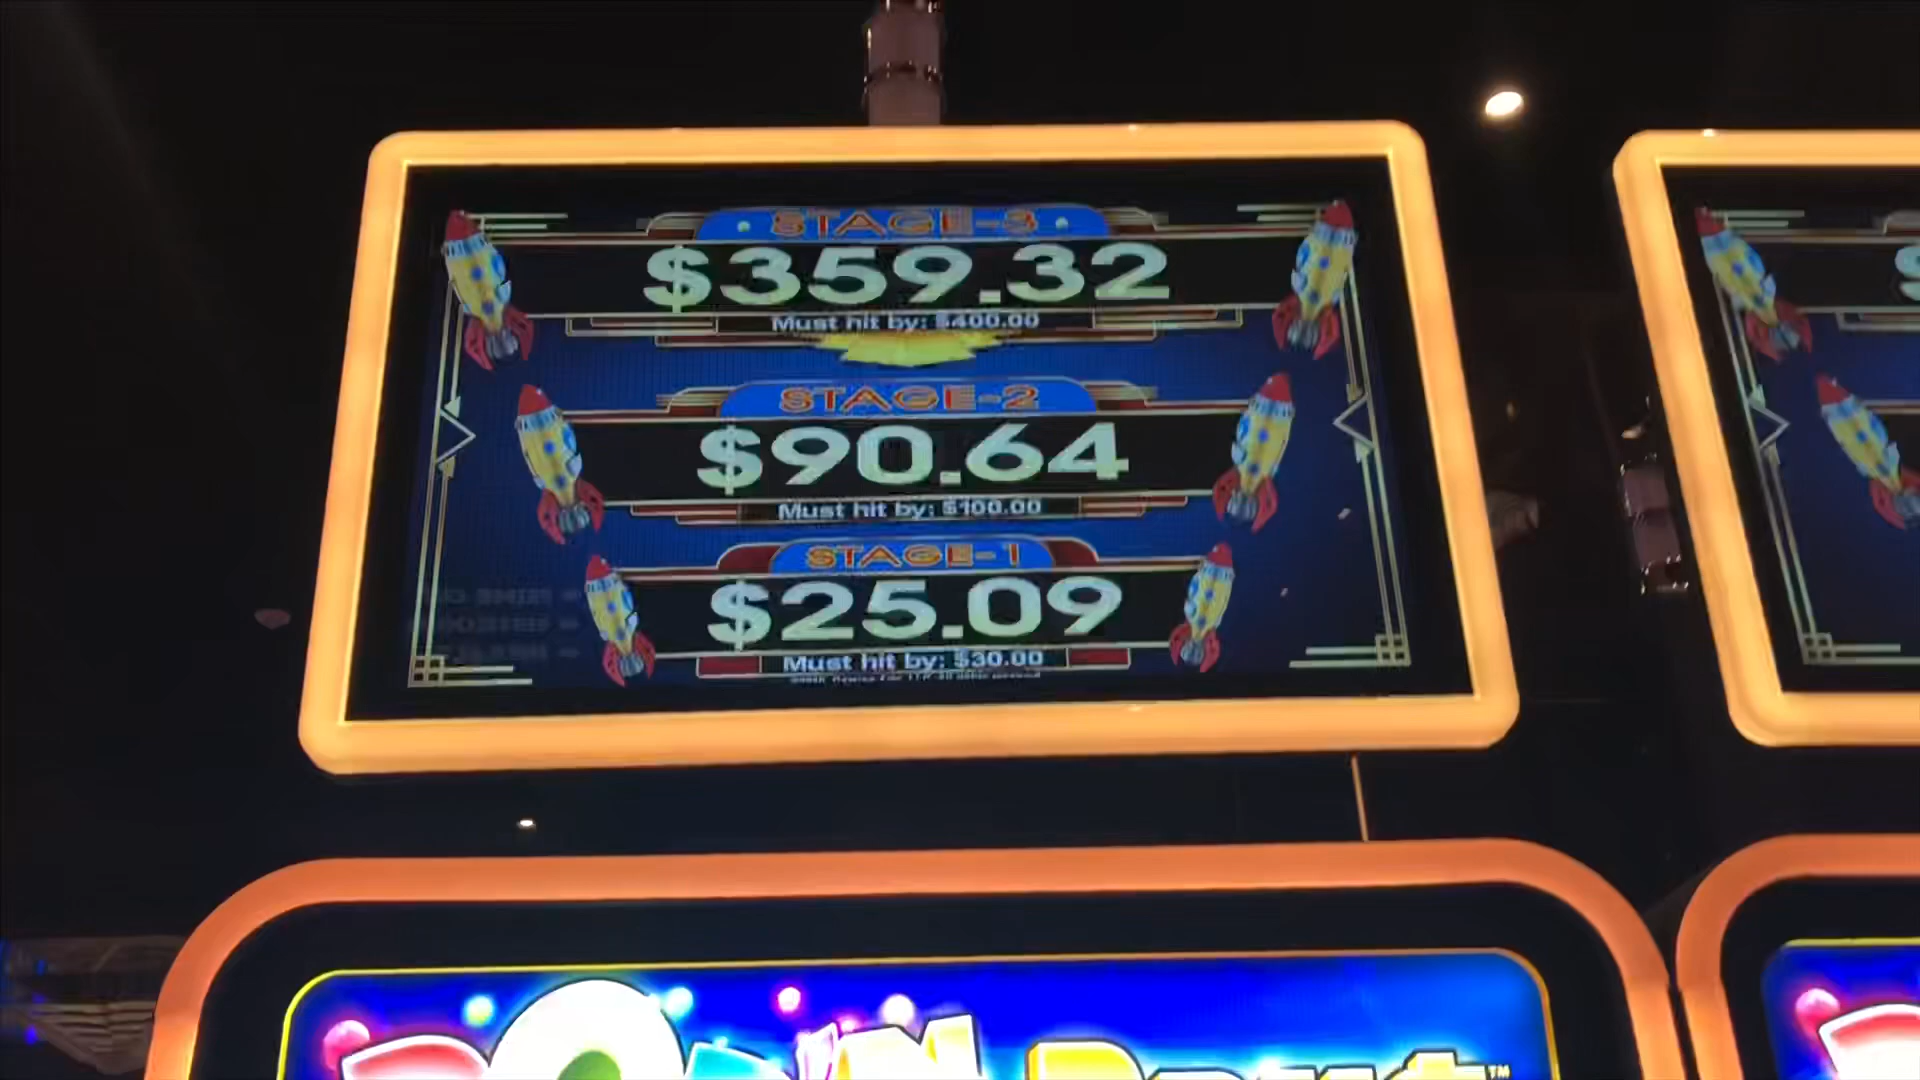 STAGE-3
$359.32
Must hit by: $400.00
STAGE-2
$90.64
Must hit by: $100.00
STAGE-1
$25.09
Must hit by: $30.00